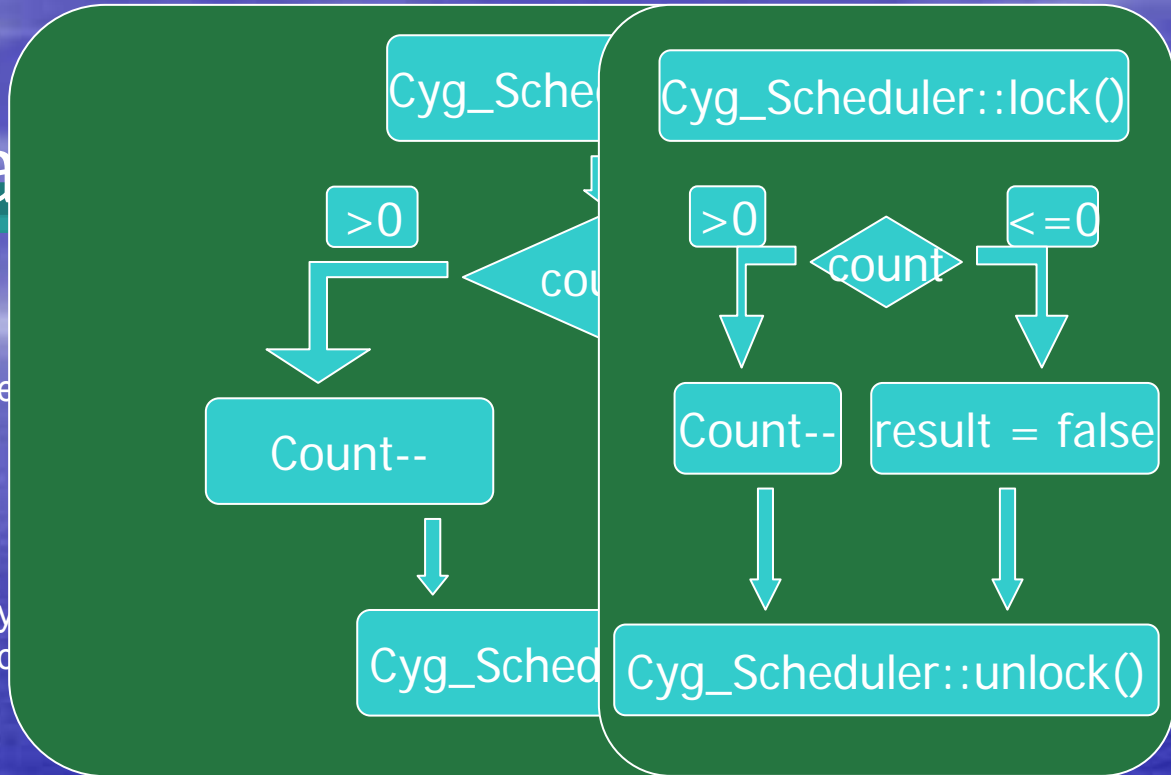 Cyg_Sche
>0
cou
Count--
Cyg_Sched
Cyg_Scheduler::lock()
>0
<=0
count
Count--
result = false
Cyg_Scheduler::unlock()